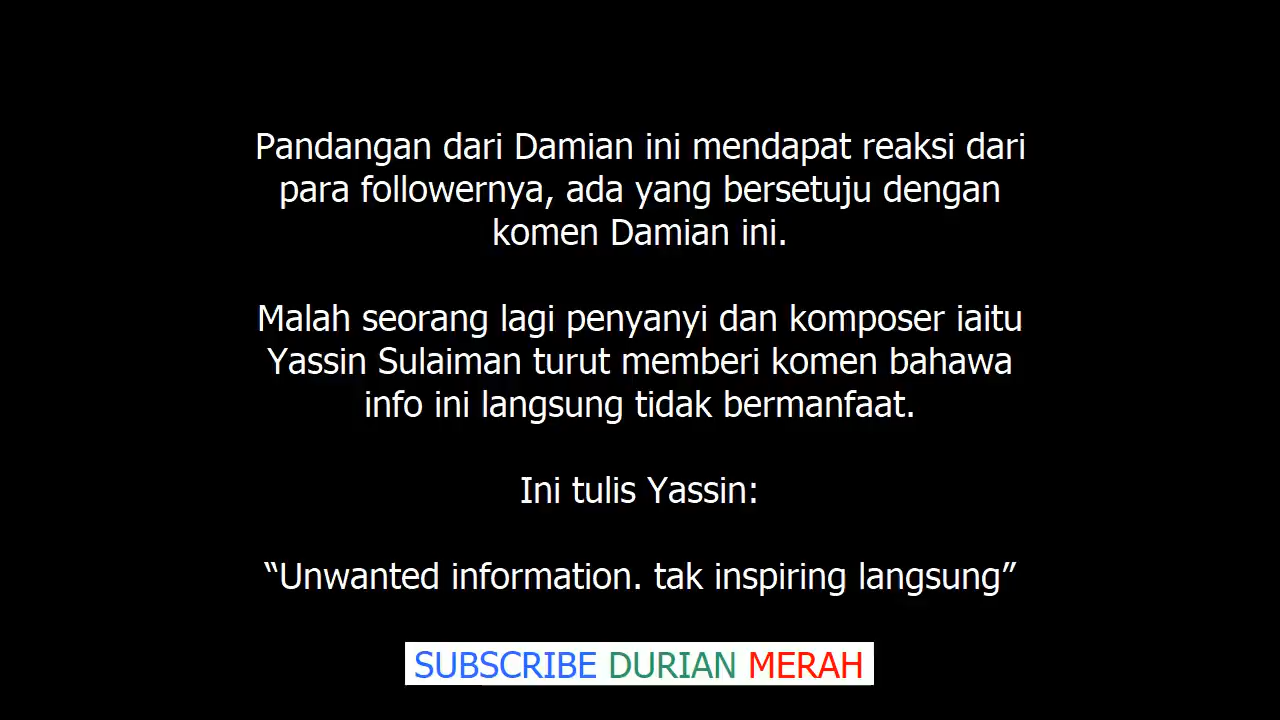 Pandangan dari Damian ini mendapat reaksi dari
para followernya, ada yang bersetuju dengan
komen Damian ini.
Malah seorang lagi penyanyi dan komposer iaitu
Yassin Sulaiman turut memberi komen bahawa
info ini langsung tidak bermanfaat.
Ini tulis Yassin:
“Unwanted information. tak inspiring langsung”
SUBSCRIBE DURIAN MERAH